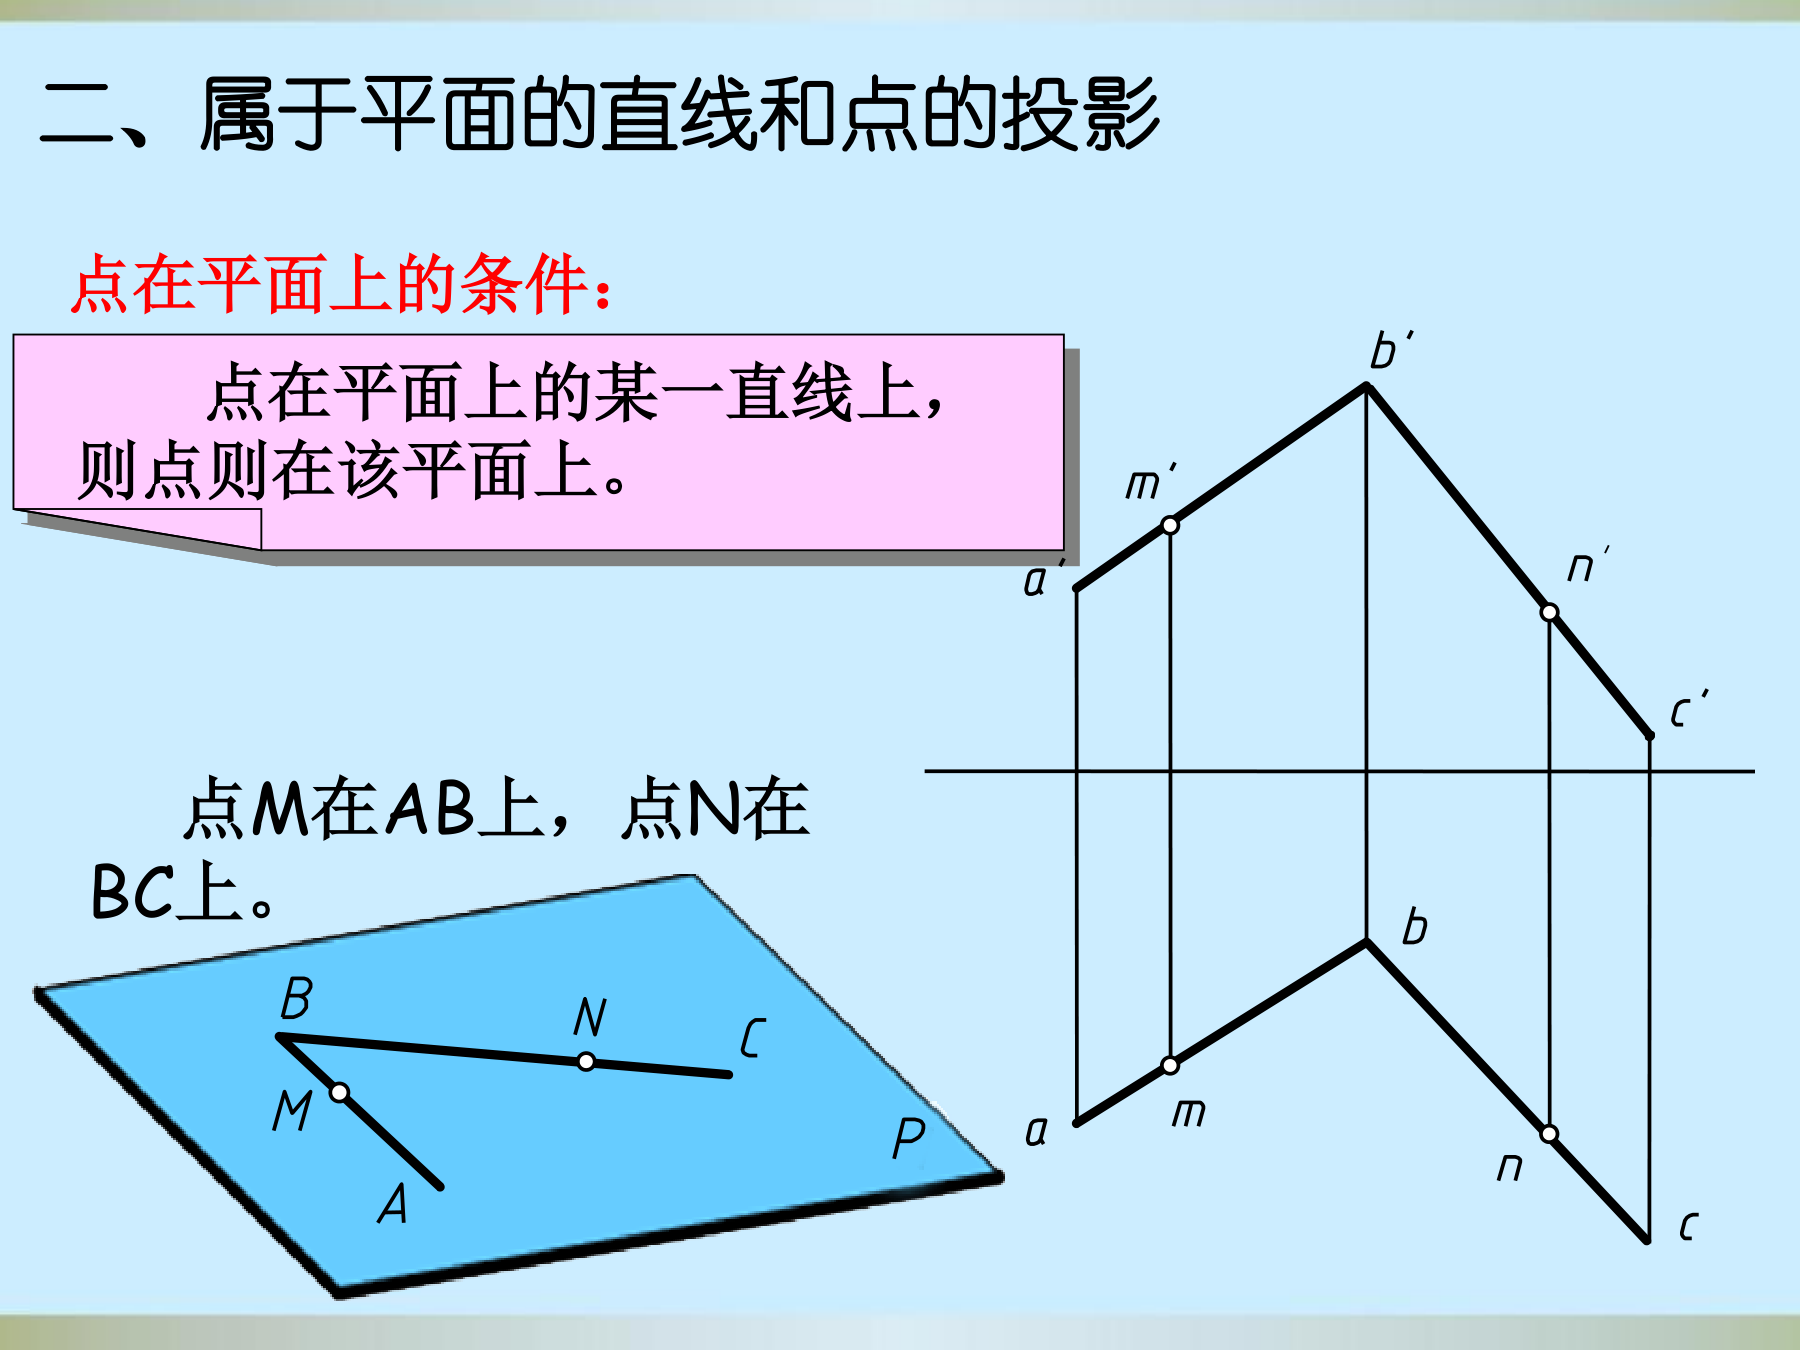 二、属于平面的直线和点的投影
点在平面上的条件：
点在平面上的某一直线上，
则点则在该平面上。
点M在AB上，点N在
BC上。
b′
m′
n′
a′
c′
b
a
m
n
c
B
N
C
M
A
P